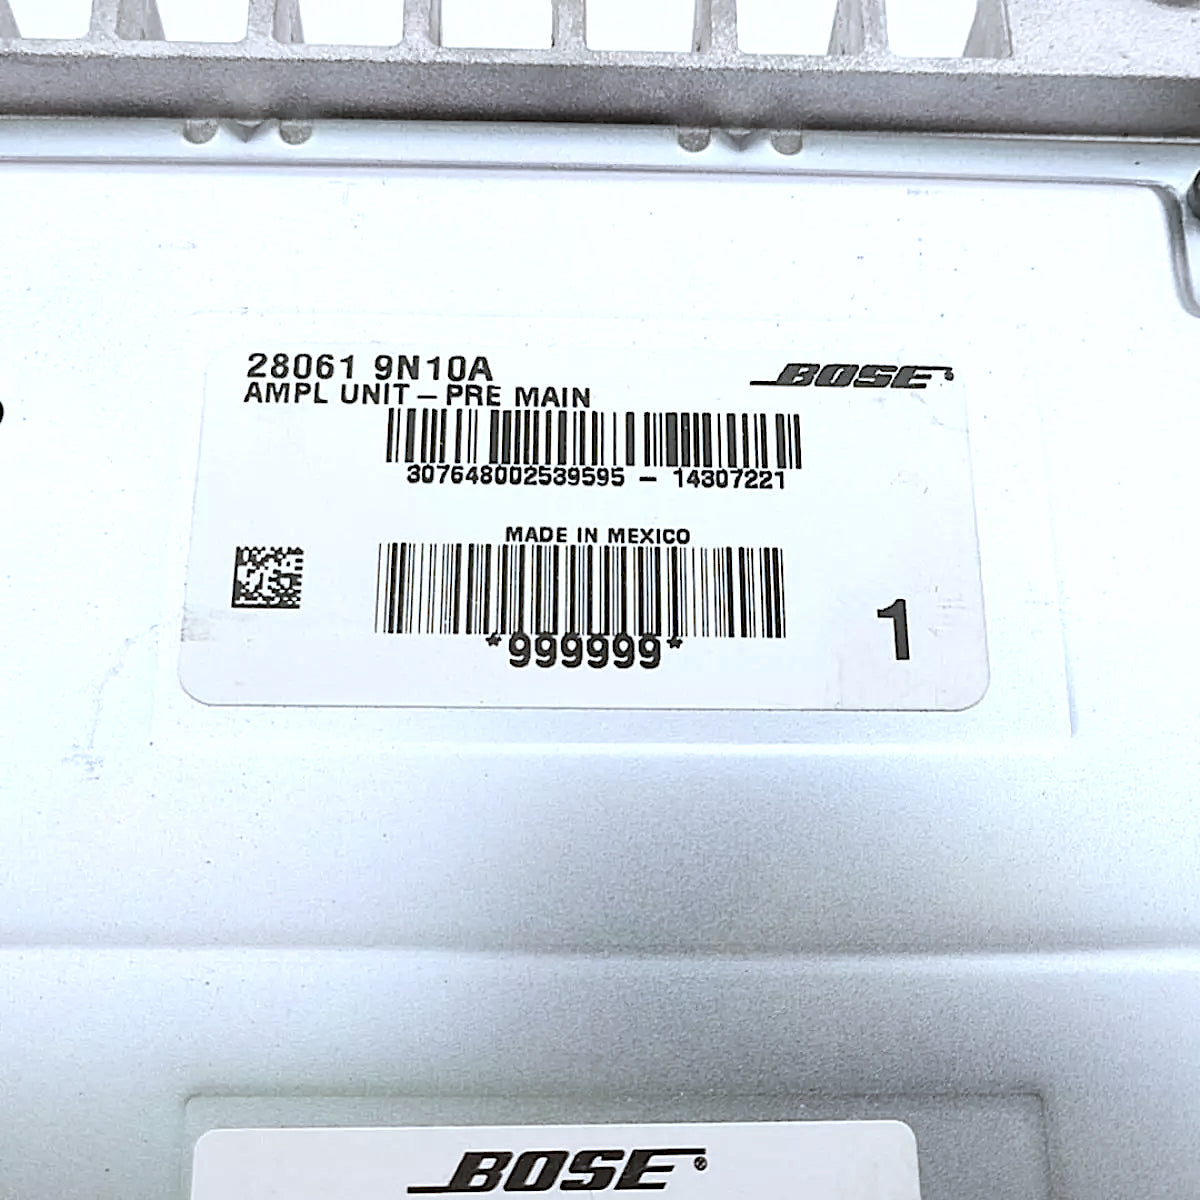 28061 9N10A
BOSE®
AMPL UNIT – PRE MAIN
307648002539595 – 14307221
MADE IN MEXICO
*999999*
1
BOSE®